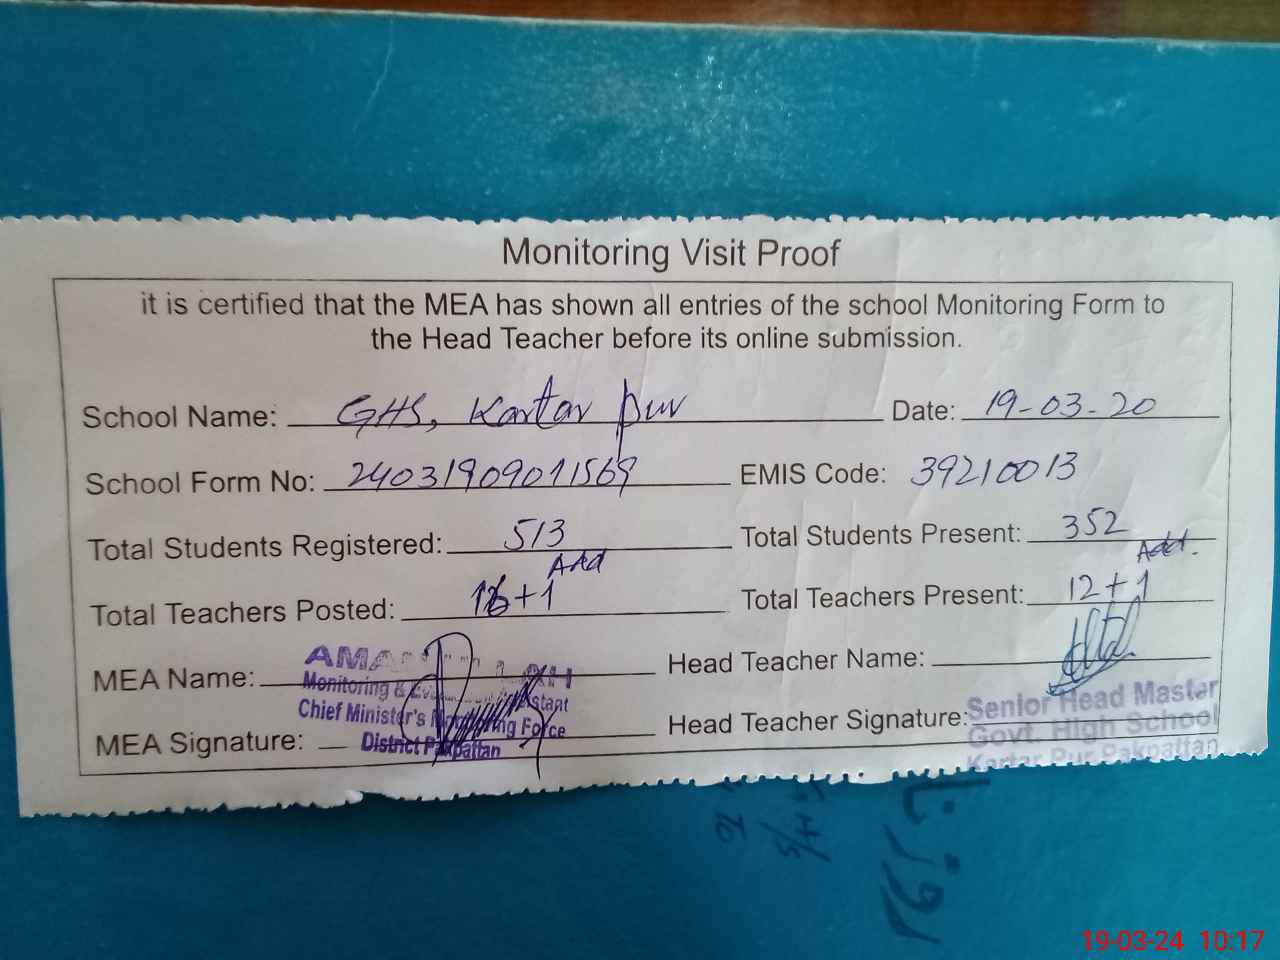 Monitoring Visit Proof
it is certified that the MEA has shown all entries of the school Monitoring Form to
the Head Teacher before its online submission.
School Name: GHS, Kartar pur Date: 19-03-20
School Form No: 24031909011569 EMIS Code: 39210013
Total Students Registered: 513 Total Students Present: 352
Add Add.
Total Teachers Posted: +1 Total Teachers Present: 12+1
MEA Name: Head Teacher Name:
Monitoring & Assistant
Chief Minister's Monitoring Force
District Pakpattan
MEA Signature: Head Teacher Signature:
Senior Head Master
Govt. High School
Kartar Pur Pakpattan
19-03-24 10:17